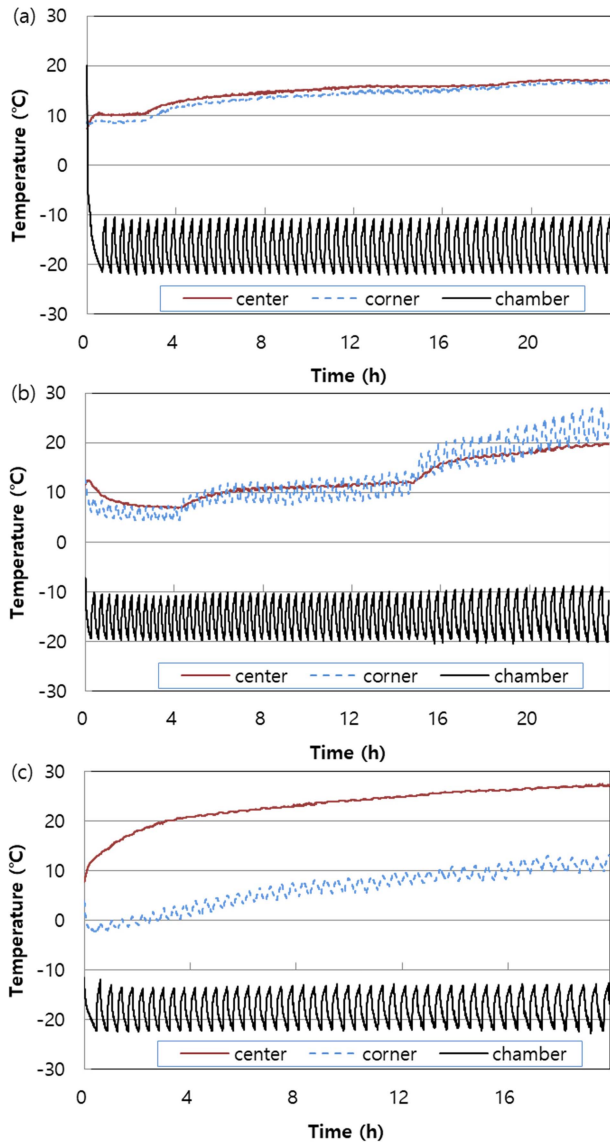 (a)
30
20
10
0
-10
-20
-30
Temperature (℃)
center corner chamber
0 4 8 12 16 20
Time (h)
(b)
30
20
10
0
-10
-20
-30
Temperature (℃)
center corner chamber
0 4 8 12 16 20
Time (h)
(c)
30
20
10
0
-10
-20
-30
Temperature (℃)
center corner chamber
0 4 8 12 16
Time (h)